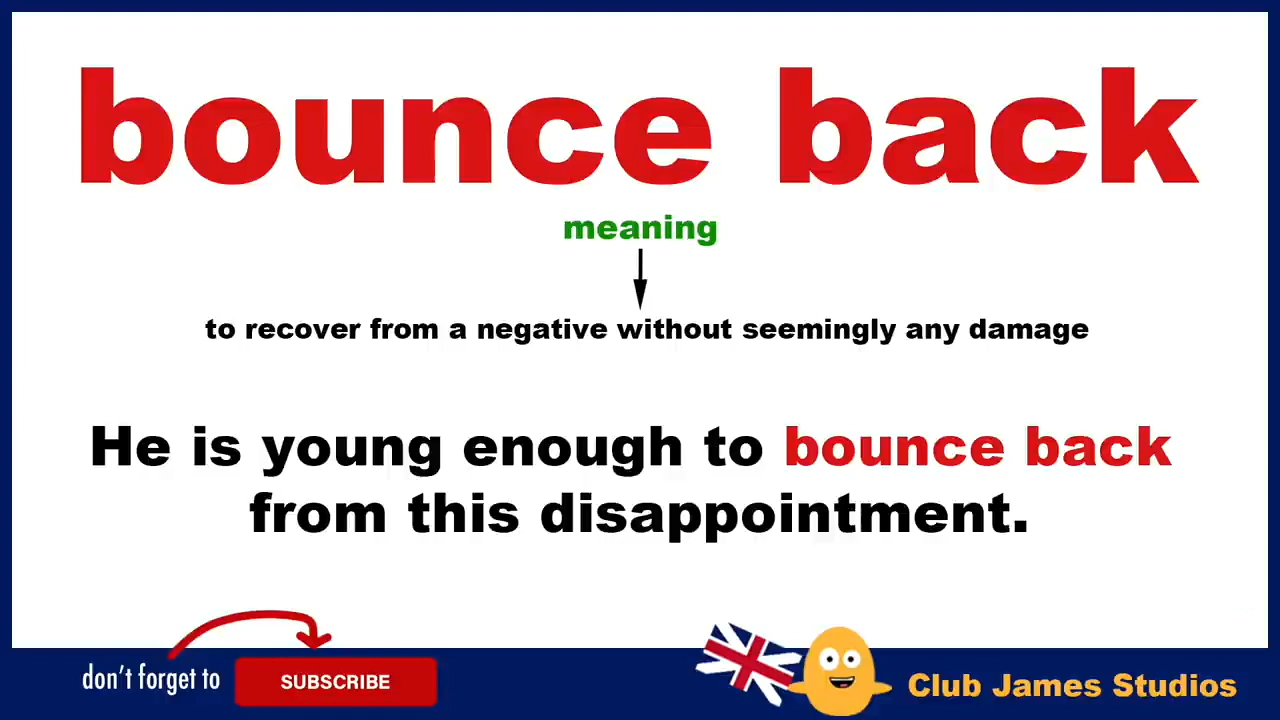 bounce back
meaning
to recover from a negative without seemingly any damage
He is young enough to bounce back
from this disappointment.
don't forget to
SUBSCRIBE
Club James Studios